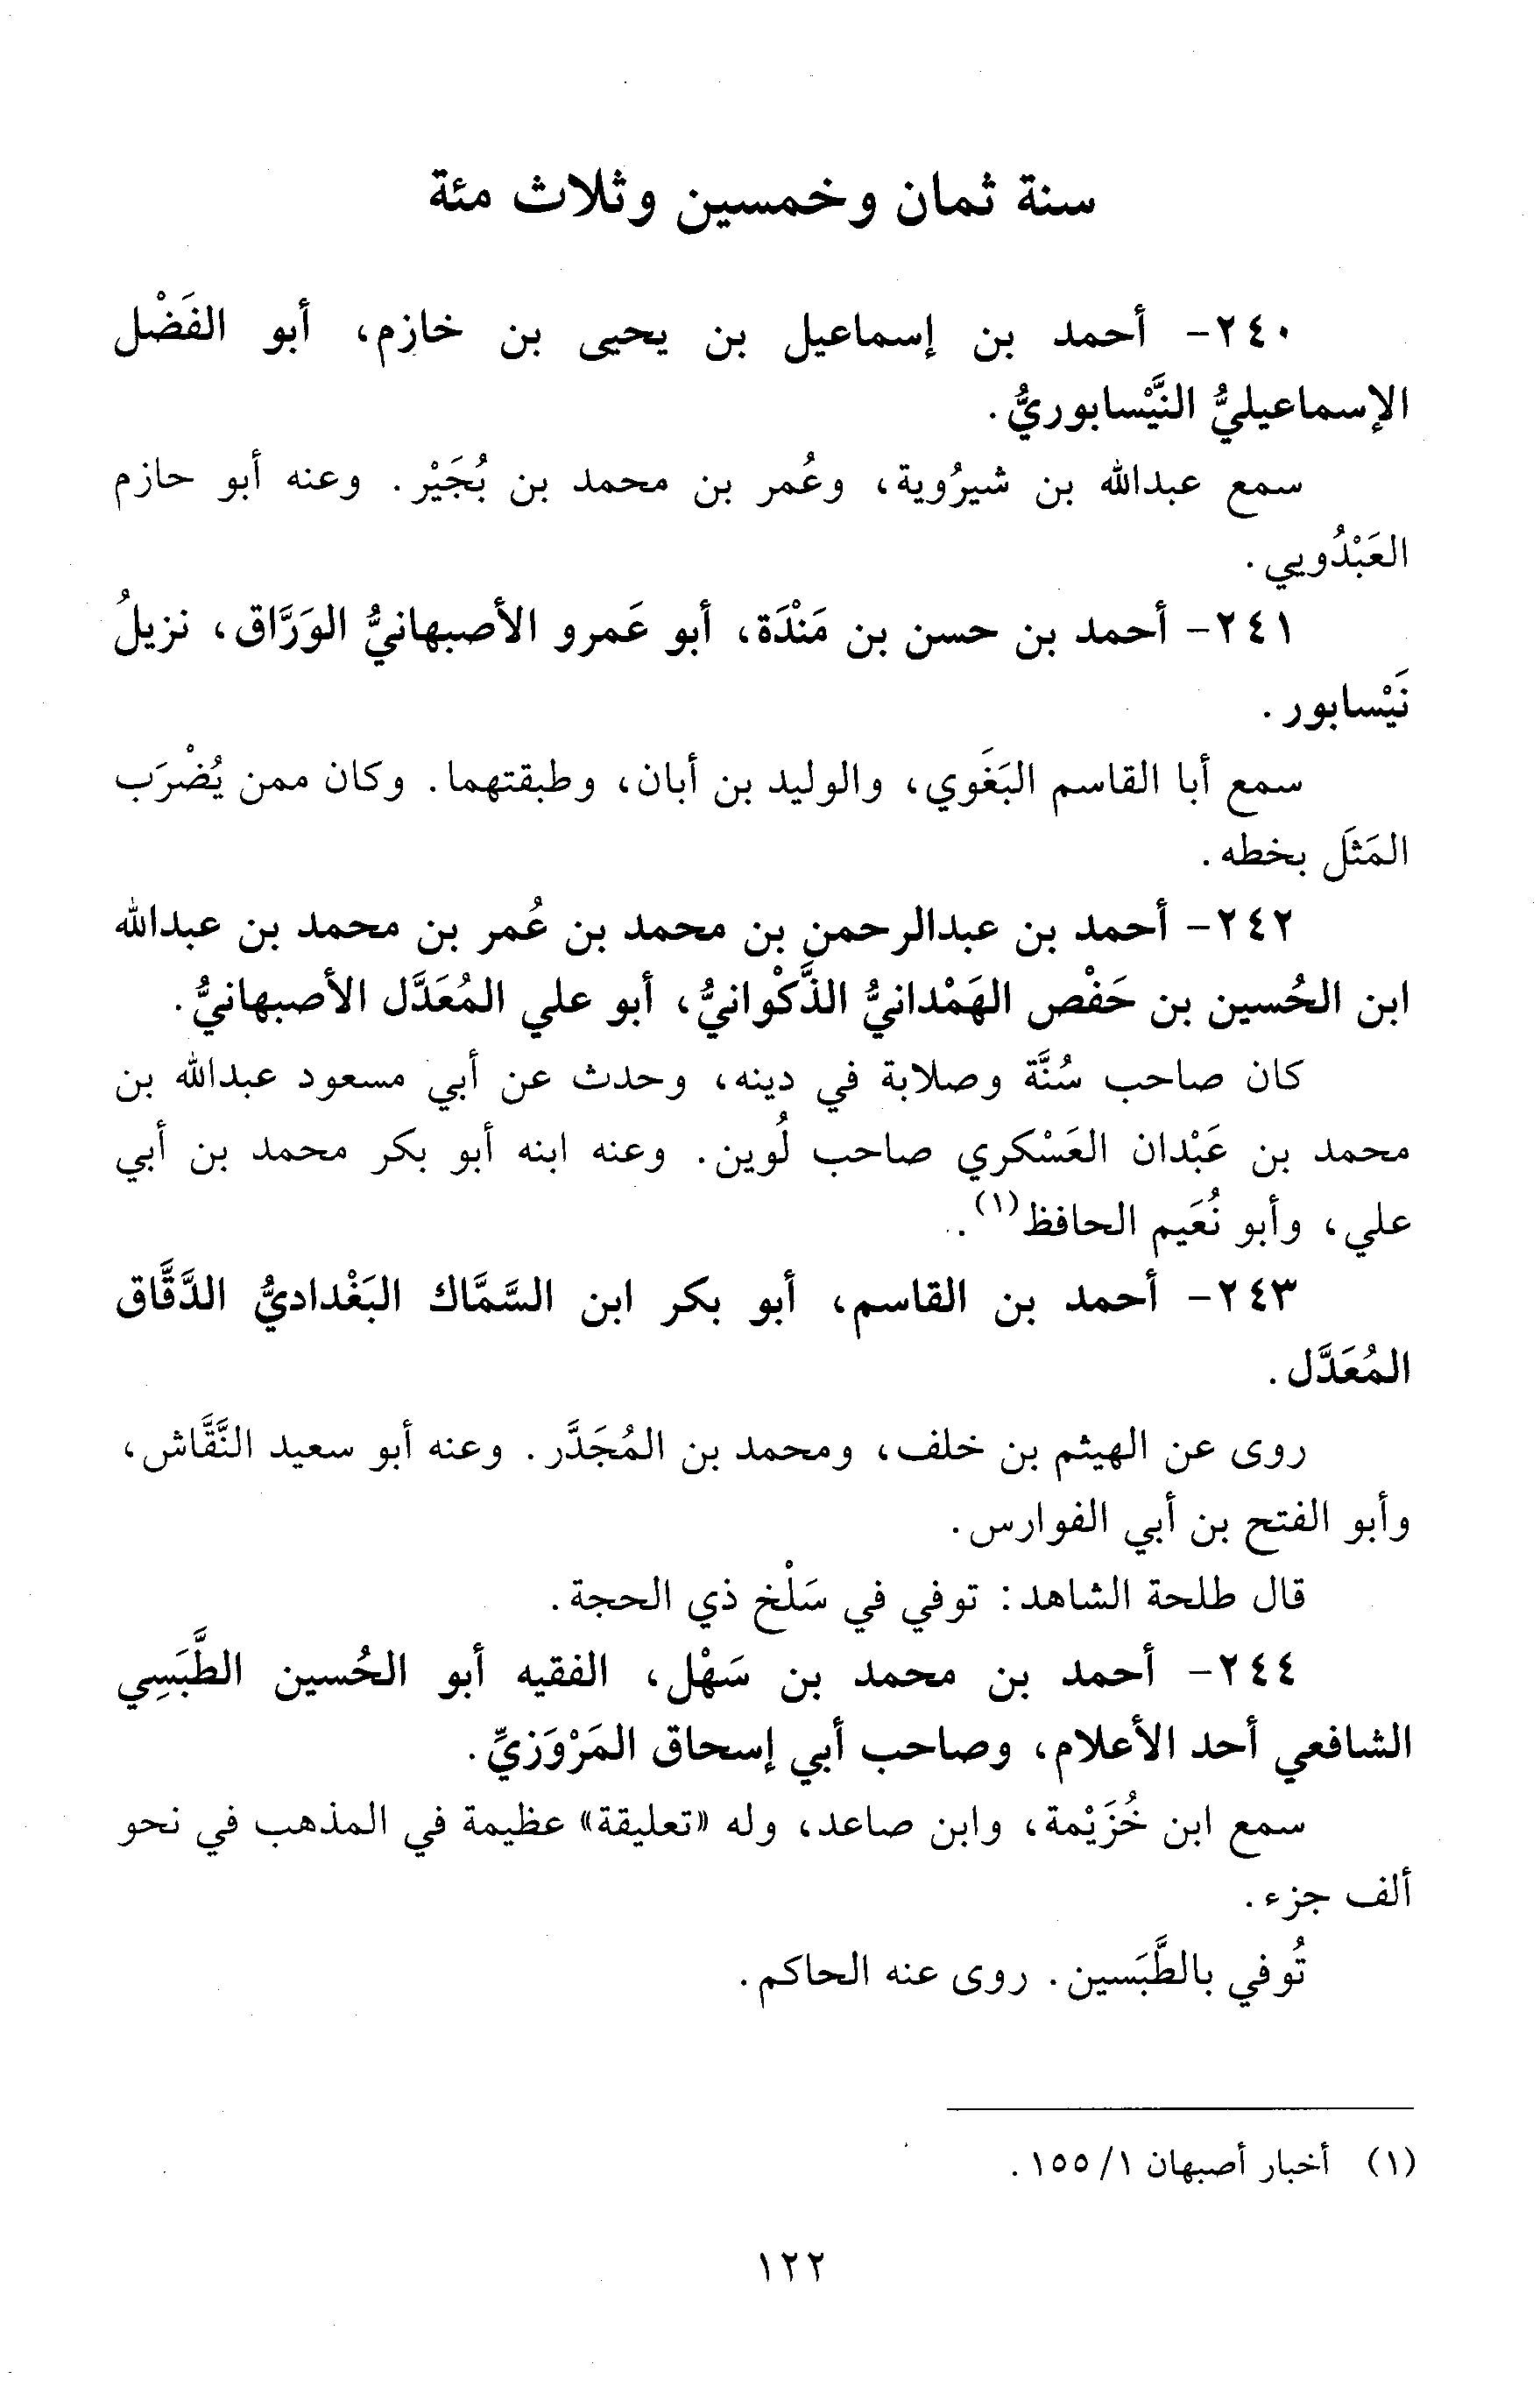 سنة ثمان وخمسين وثلاث مئة
٢٤٠- أحمد بن إسماعيل بن يحيى بن خازم، أبو الفَضْل
الإسماعيليُّ النَّيْسابوريُّ.
سمع عبدالله بن شيرُوية، وعُمر بن محمد بن بُجَيْر. وعنه أبو حازم
العَبْدُويي.
٢٤١- أحمد بن حسن بن مَنْدَة، أبو عَمرو الأصبهانيُّ الوَرَّاق، نزيلُ
نَيْسابور.
سمع أبا القاسم البَغَوي، والوليد بن أبان، وطبقتهما. وكان ممن يُضْرَب
المَثَل بخطه.
٢٤٢- أحمد بن عبدالرحمن بن محمد بن عُمر بن محمد بن عبدالله
ابن الحُسين بن حَفْص الهَمْدانيُّ الذَّكْوانيُّ، أبو علي المُعَدَّل الأصبهانيُّ.
كان صاحب سُنَّة وصلابة في دينه، وحدث عن أبي مسعود عبدالله بن
محمد بن عَبْدان العَسْكري صاحب لُوين. وعنه ابنه أبو بكر محمد بن أبي
علي، وأبو نُعَيم الحافظ(١).
٢٤٣- أحمد بن القاسم، أبو بكر ابن السَّمَّاك البَغْداديُّ الدَّقَّاق
المُعَدَّل.
روى عن الهيثم بن خلف، ومحمد بن المُجَدَّر. وعنه أبو سعيد النَّقَّاش،
وأبو الفتح بن أبي الفوارس.
قال طلحة الشاهد: توفي في سَلْخ ذي الحجة.
٢٤٤- أحمد بن محمد بن سَهْل، الفقيه أبو الحُسين الطَّبَسِي
الشافعي أحد الأعلام، وصاحب أبي إسحاق المَرْوَزيِّ.
سمع ابن خُزَيْمة، وابن صاعد، وله «تعليقة» عظيمة في المذهب في نحو
ألف جزء.
تُوفي بالطَّبَسين. روى عنه الحاكم.
(١) أخبار أصبهان ١/ ١٥٥.
١٢٢